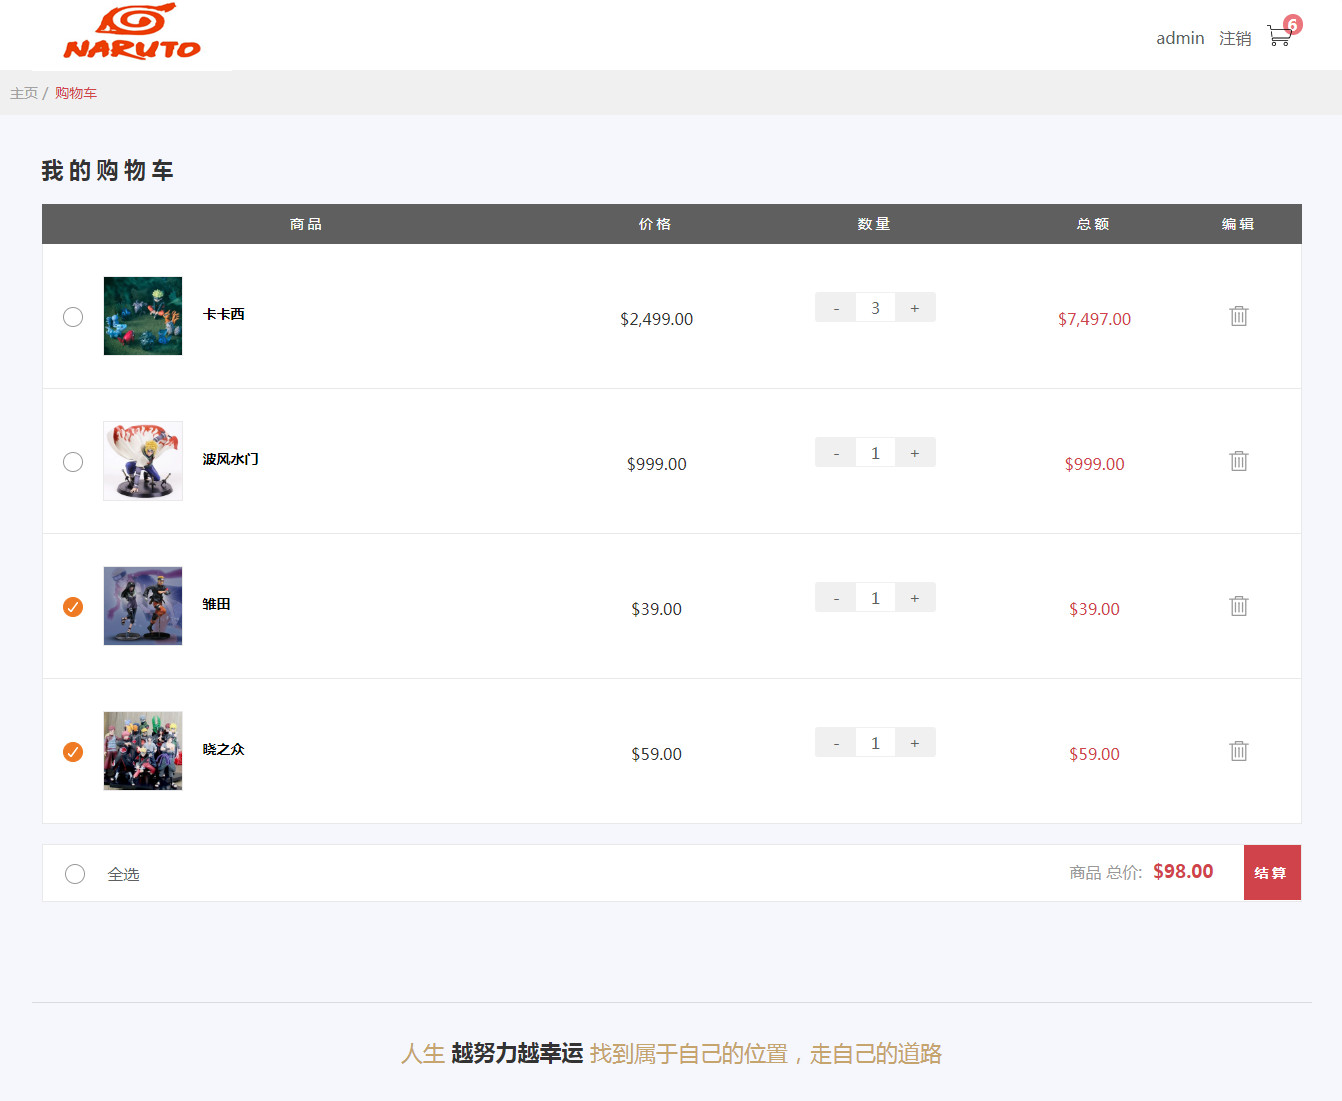 NARUTO
admin 注销 6
主页 / 购物车
我的购物车
商品 价格 数量 总额 编辑
卡卡西 $2,499.00 - 3 + $7,497.00
波风水门 $999.00 - 1 + $999.00
雏田 $39.00 - 1 + $39.00
晓之众 $59.00 - 1 + $59.00
全选 商品 总价: $98.00 结算
人生 越努力越幸运 找到属于自己的位置，走自己的道路